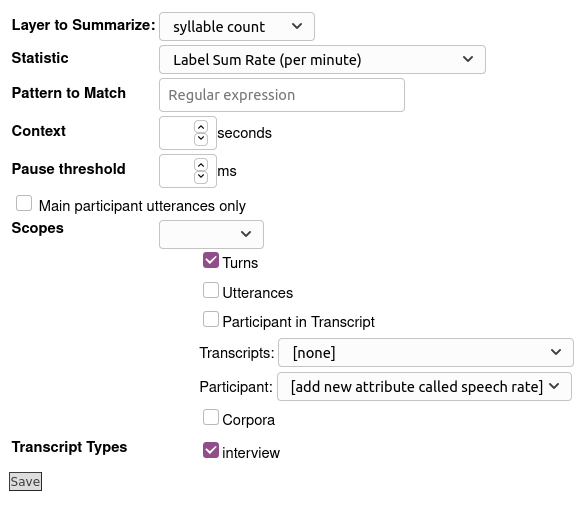 Layer to Summarize: syllable count
Statistic Label Sum Rate (per minute)
Pattern to Match Regular expression
Context seconds
Pause threshold ms
Main participant utterances only
Scopes
Turns
Utterances
Participant in Transcript
Transcripts: [none]
Participant: [add new attribute called speech rate]
Corpora
Transcript Types interview
Save